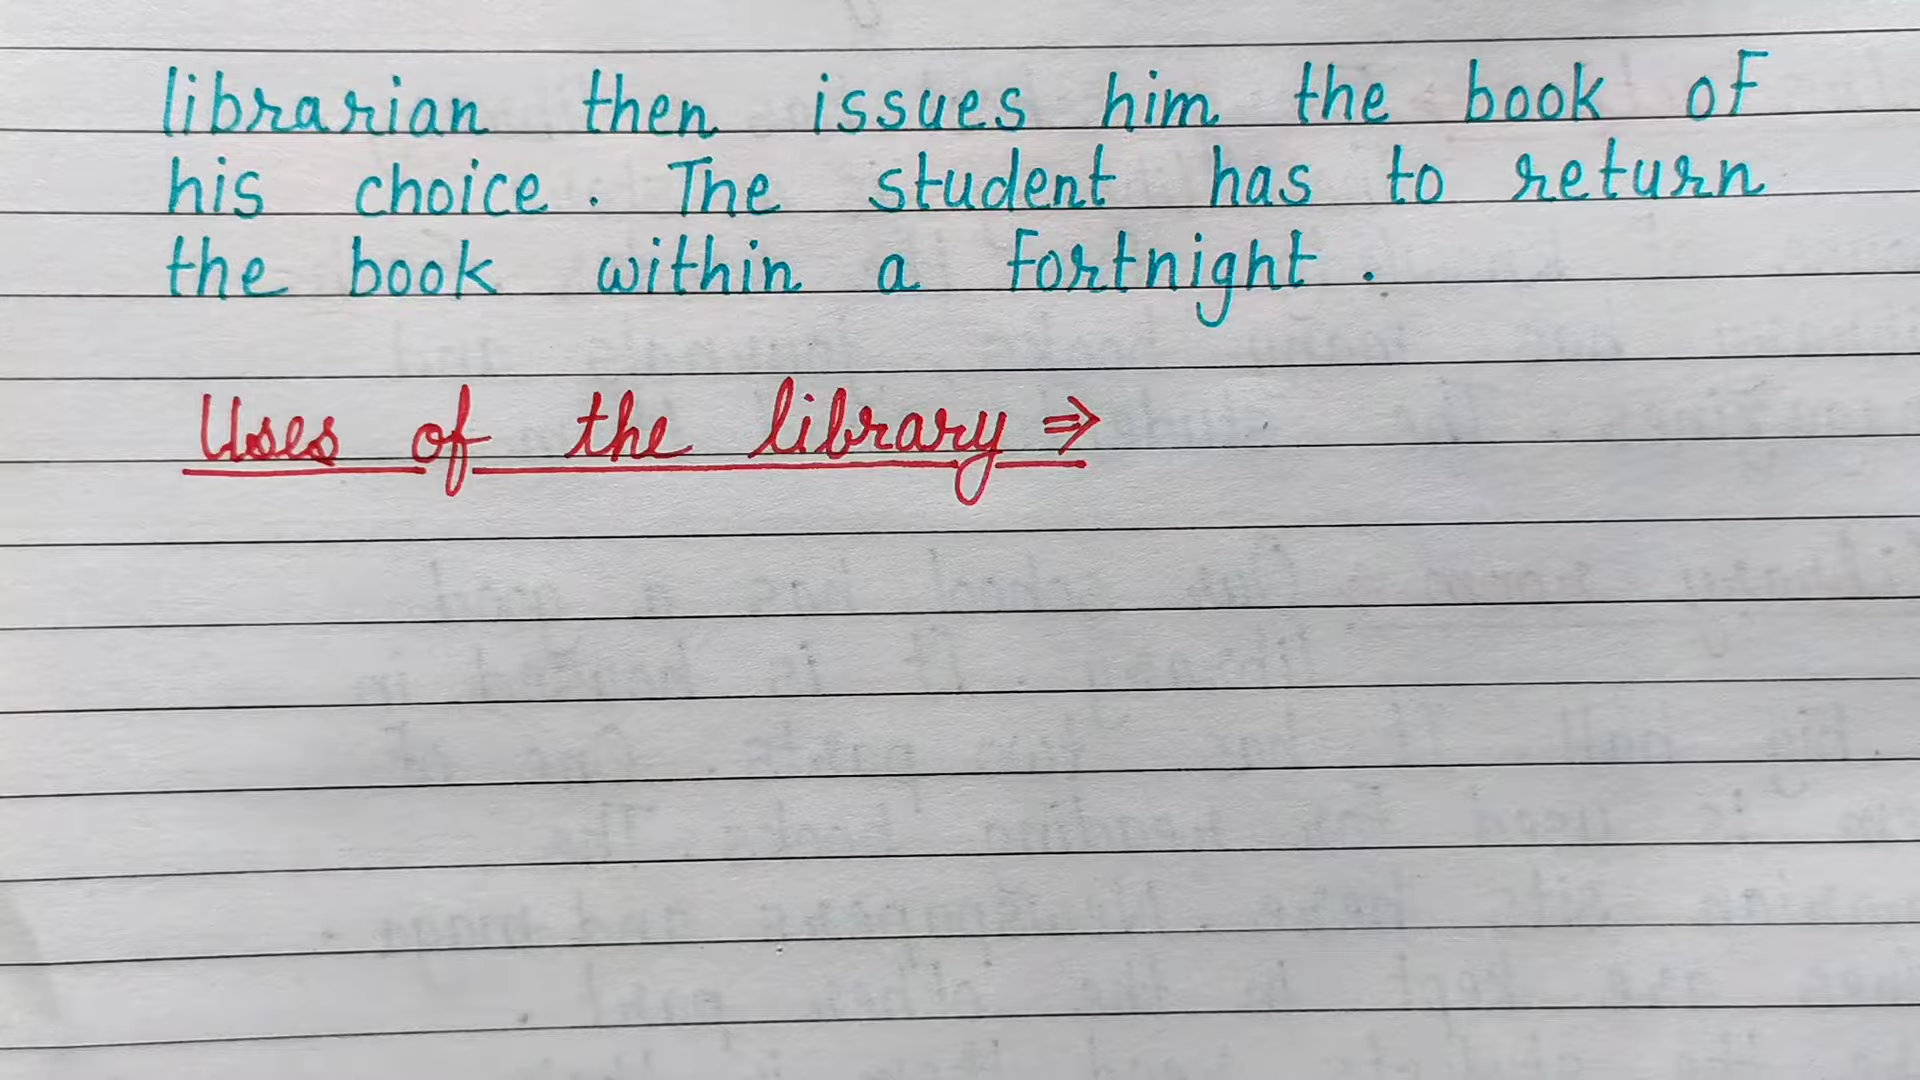 librarian then issues him the book of
his choice. The student has to return
the book within a fortnight.
Uses of the library ⇒